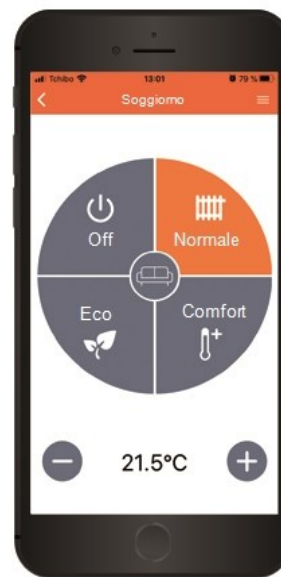 Tchibo 13:01 79 %
Soggiorno
Off
Normale
Eco
Comfort
21.5°C